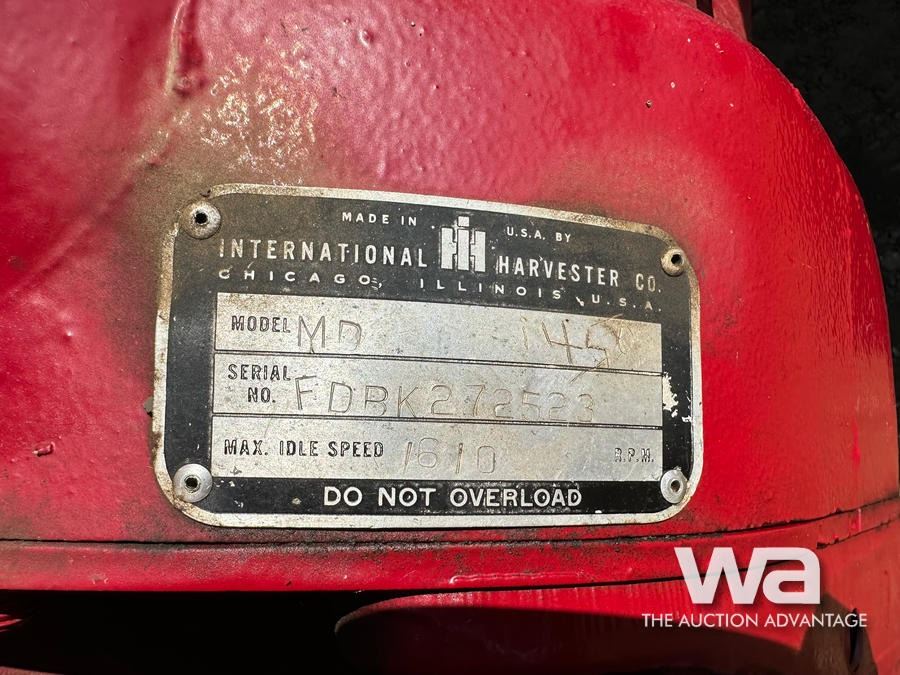 MADE IN U.S.A. BY
INTERNATIONAL IH HARVESTER CO.
CHICAGO, ILLINOIS, U.S.A.
MODEL MD
SERIAL NO. FDBK272523
MAX. IDLE SPEED 1610 R.P.M.
DO NOT OVERLOAD
wa
THE AUCTION ADVANTAGE